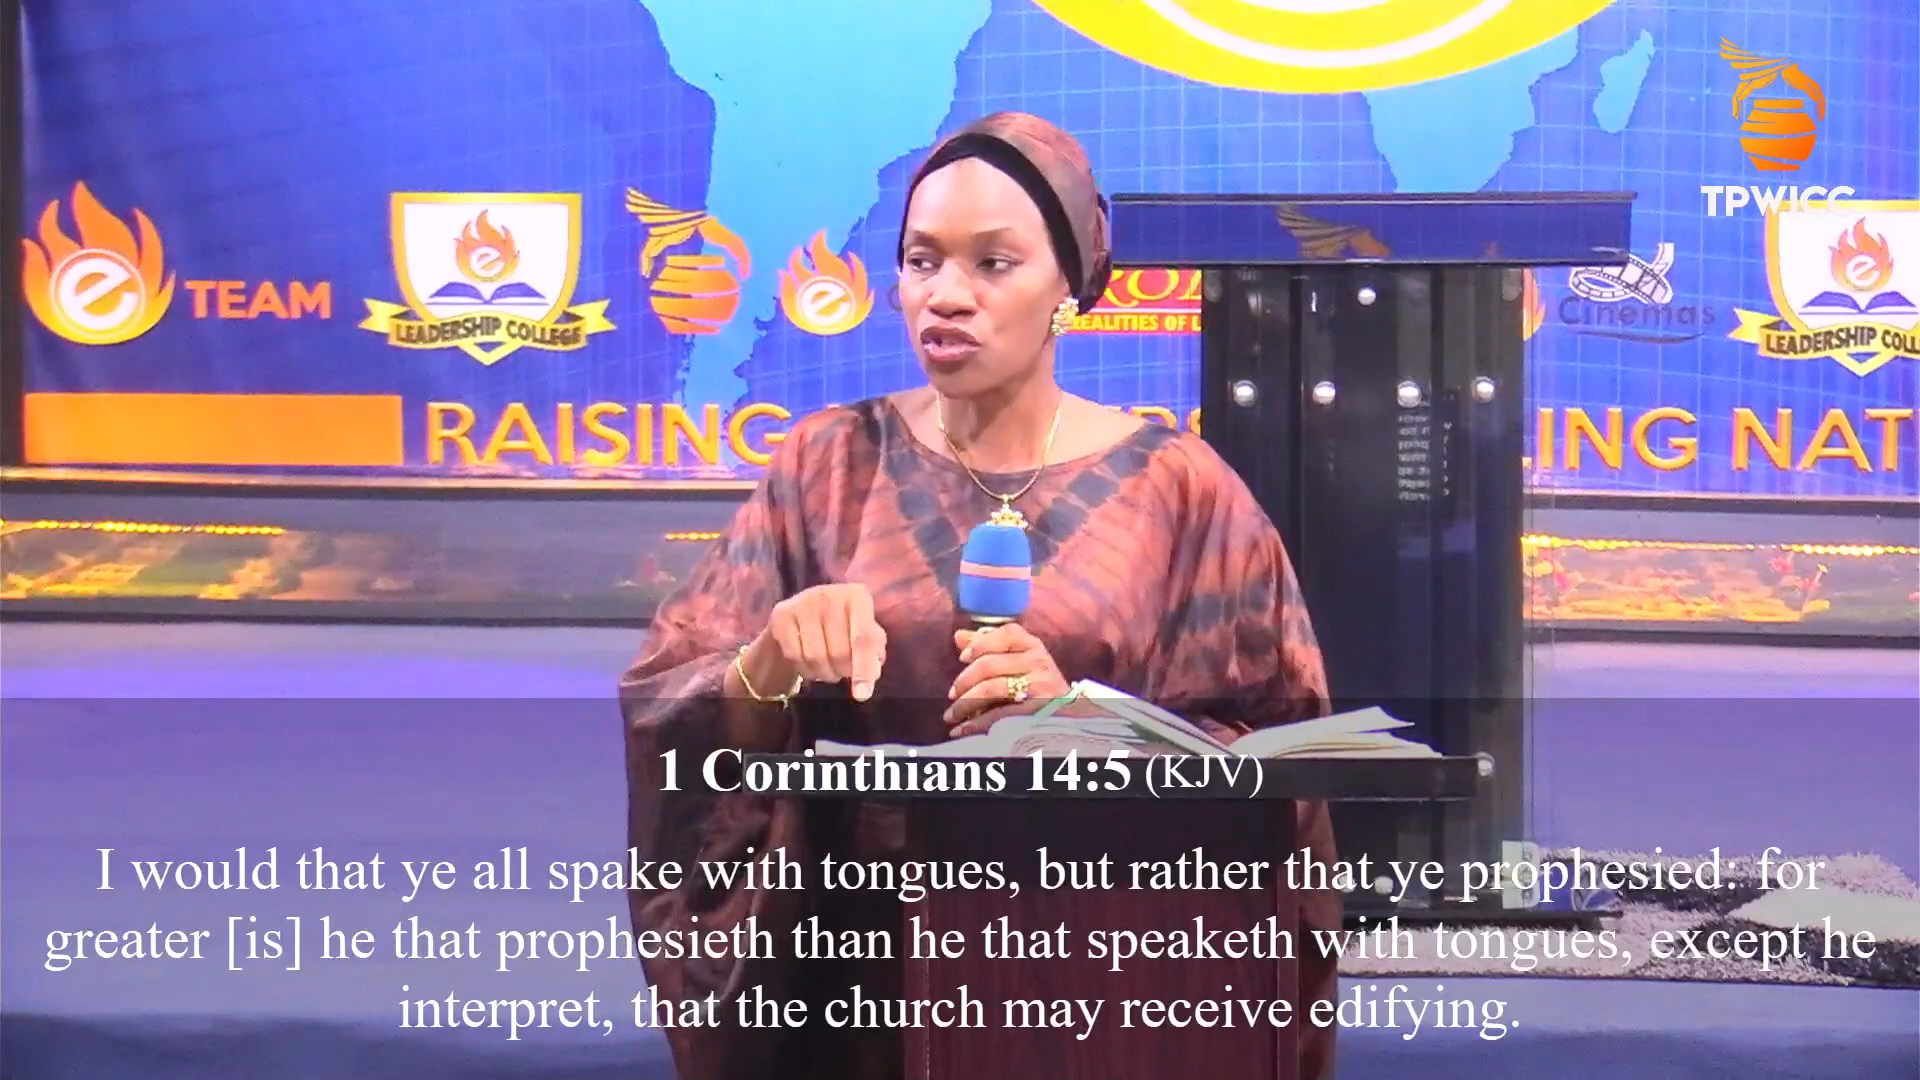 TPWICC
e TEAM
e
LEADERSHIP COLLEGE
e
REALITIES OF L
Cinemas
e
LEADERSHIP COLL
RAISING
LING NAT
1 Corinthians 14:5 (KJV)
I would that ye all spake with tongues, but rather that ye prophesied: for
greater [is] he that prophesieth than he that speaketh with tongues, except he
interpret, that the church may receive edifying.